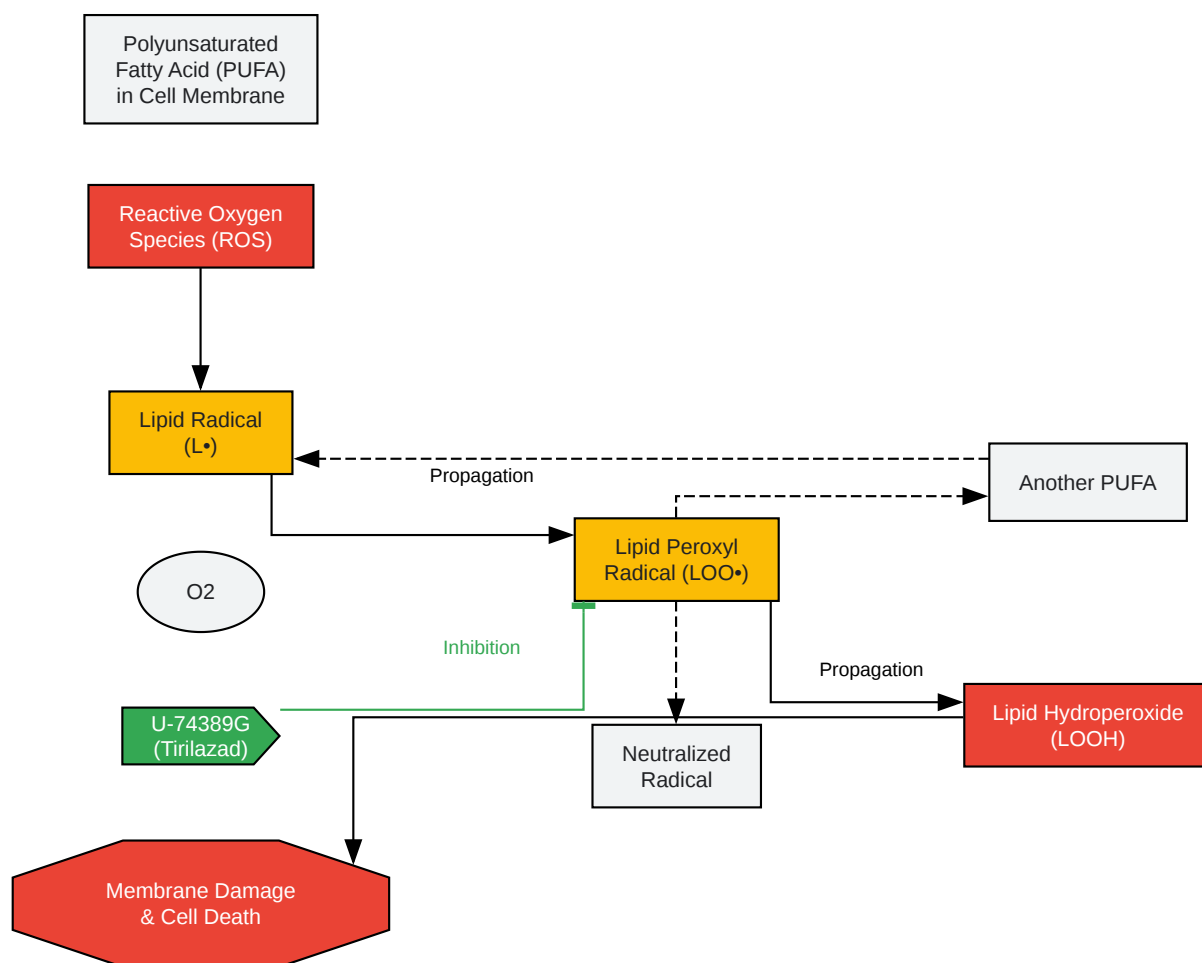 Polyunsaturated
Fatty Acid (PUFA)
in Cell Membrane
Reactive Oxygen
Species (ROS)
Lipid Radical
(L•)
Propagation
Another PUFA
Lipid Peroxyl
Radical (LOO•)
O2
Inhibition
Propagation
U-74389G
(Tirilazad)
Lipid Hydroperoxide
(LOOH)
Neutralized
Radical
Membrane Damage
& Cell Death